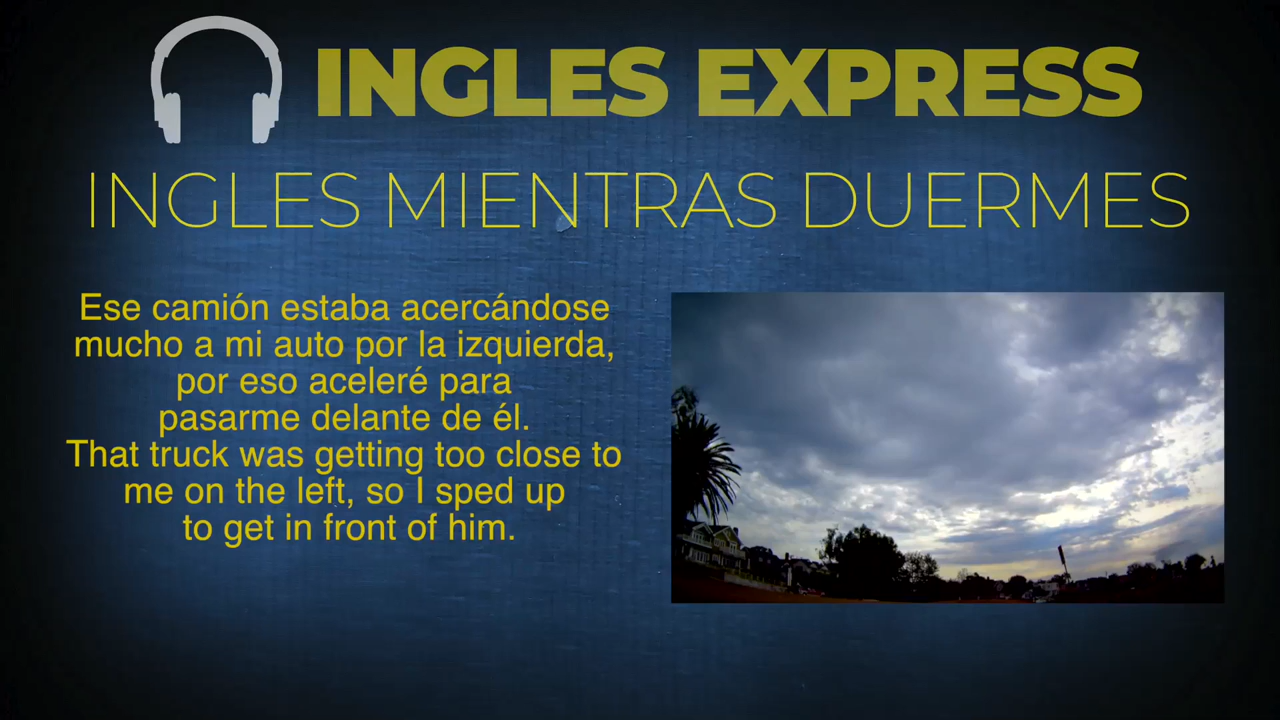 INGLES EXPRESS
INGLES MIENTRAS DUERMES
Ese camión estaba acercándose
mucho a mi auto por la izquierda,
por eso aceleré para
pasarme delante de él.
That truck was getting too close to
me on the left, so I sped up
to get in front of him.